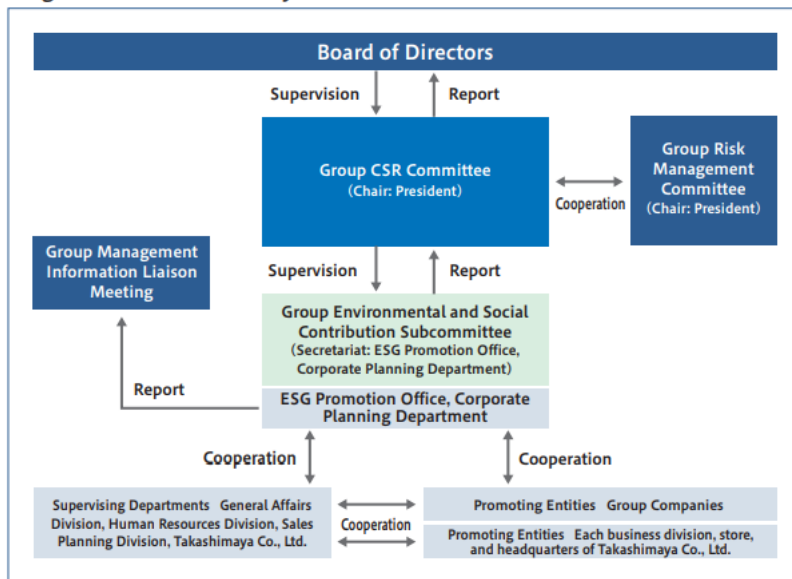 Board of Directors
Supervision
Report
Group CSR Committee
(Chair: President)
Cooperation
Group Risk
Management
Committee
(Chair: President)
Group Management
Information Liaison
Meeting
Supervision
Report
Group Environmental and Social
Contribution Subcommittee
(Secretariat: ESG Promotion Office,
Corporate Planning Department)
Report
ESG Promotion Office, Corporate
Planning Department
Cooperation
Cooperation
Supervising Departments General Affairs
Division, Human Resources Division, Sales
Planning Division, Takashimaya Co., Ltd.
Cooperation
Promoting Entities Group Companies
Promoting Entities Each business division, store,
and headquarters of Takashimaya Co., Ltd.